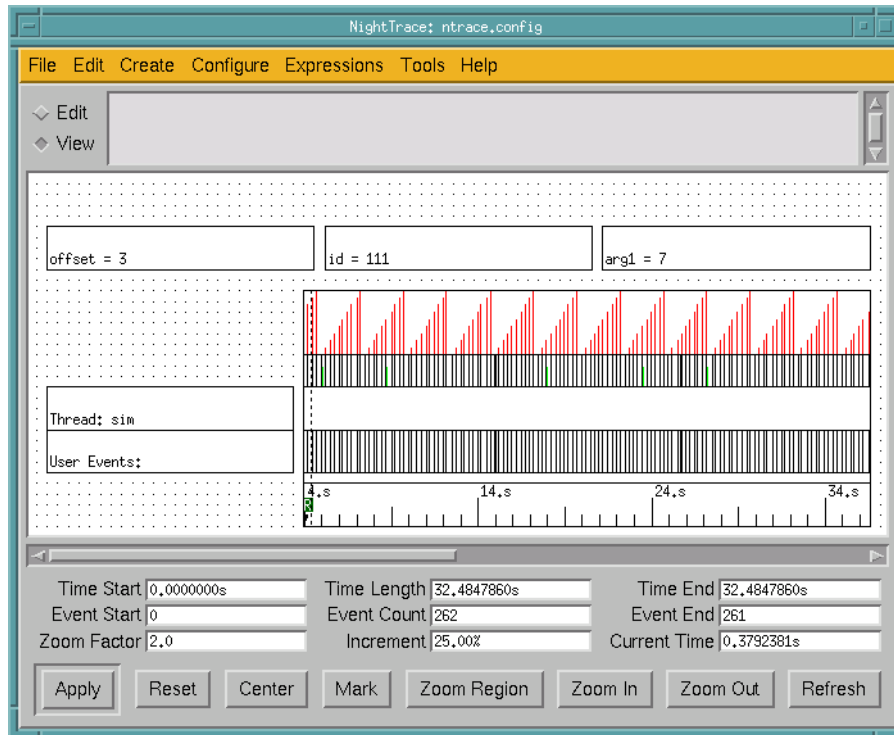 NightTrace: ntrace.config
File Edit Create Configure Expressions Tools Help
Edit
View
offset = 3 id = 111 arg1 = 7
Thread: sim
User Events:
4.s 14.s 24.s 34.s
R
Time Start 0.0000000s Time Length 32.4847860s Time End 32.4847860s
Event Start 0 Event Count 262 Event End 261
Zoom Factor 2.0 Increment 25.00% Current Time 0.3792381s
Apply Reset Center Mark Zoom Region Zoom In Zoom Out Refresh